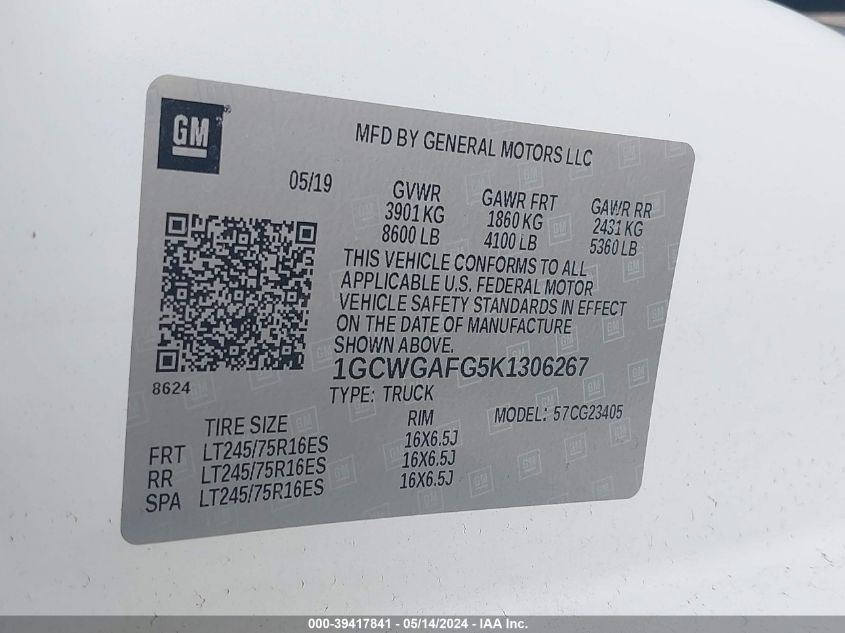 GM
MFD BY GENERAL MOTORS LLC
05/19
GVWR GAWR FRT GAWR RR
3901 KG 1860 KG 2431 KG
8600 LB 4100 LB 5360 LB
THIS VEHICLE CONFORMS TO ALL
APPLICABLE U.S. FEDERAL MOTOR
VEHICLE SAFETY STANDARDS IN EFFECT
ON THE DATE OF MANUFACTURE
SHOWN ABOVE.
1GCWGAFG5K1306267
8624
TYPE: TRUCK
MODEL: 57CG23405
TIRE SIZE RIM
FRT LT245/75R16ES 16X6.5J
RR LT245/75R16ES 16X6.5J
SPA LT245/75R16ES 16X6.5J
000-39417841 - 05/14/2024 - IAA Inc.